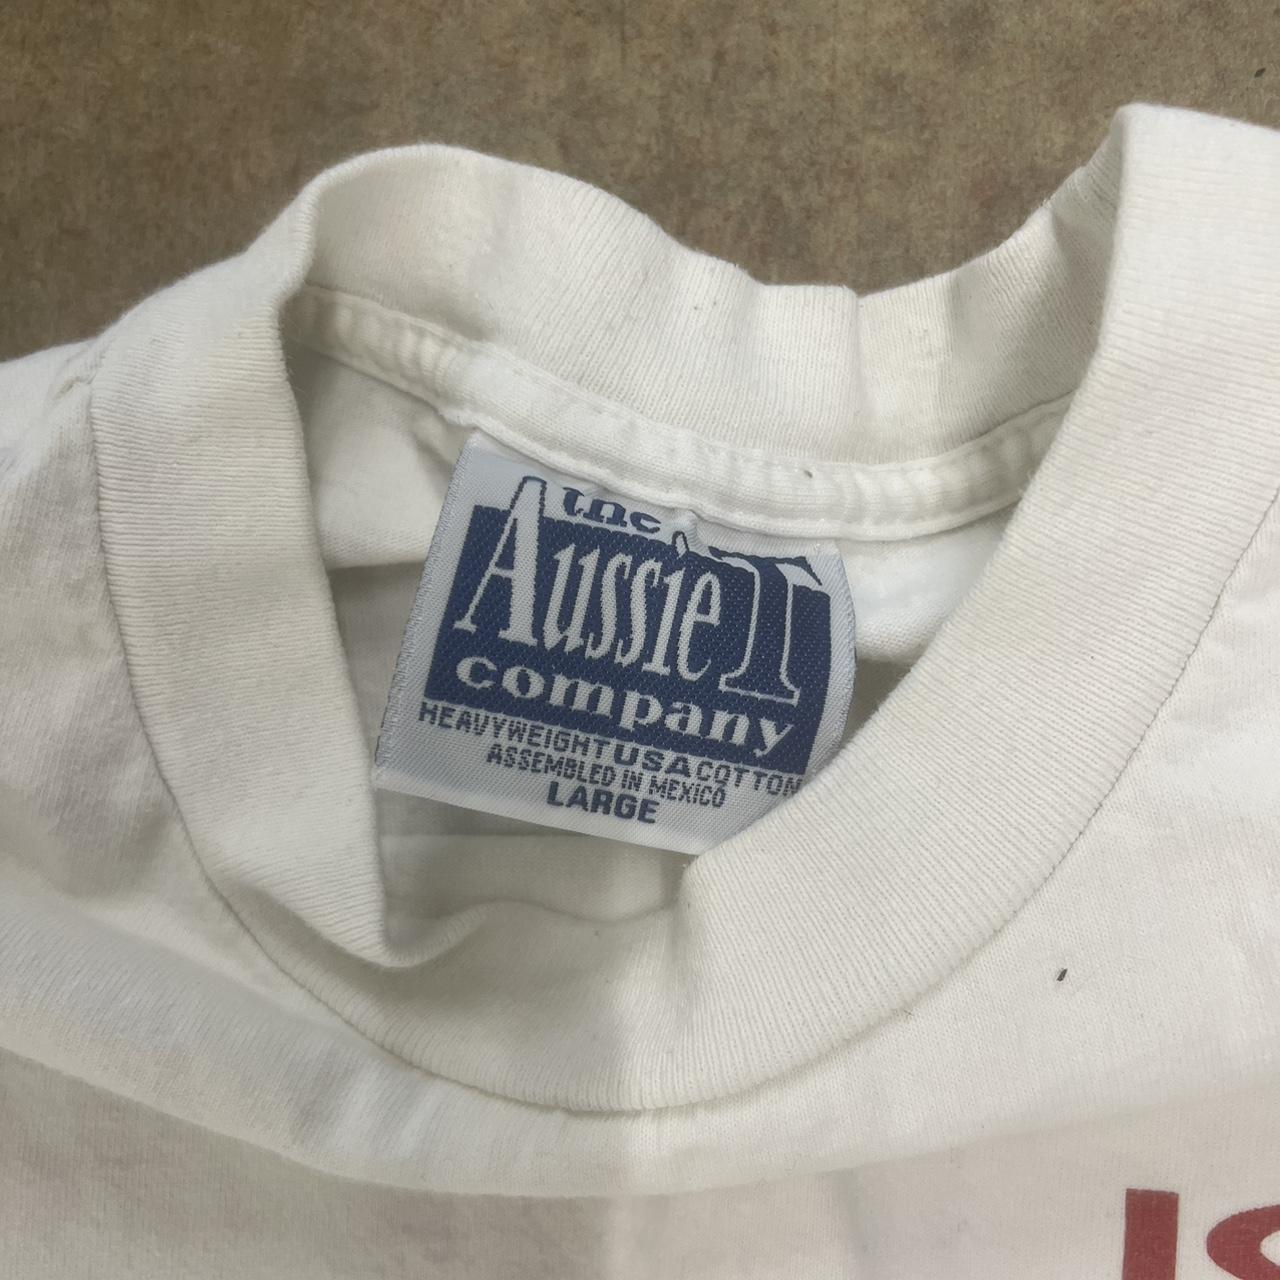 the
Aussie T
company
HEAVYWEIGHT USA COTTON
ASSEMBLED IN MEXICO
LARGE